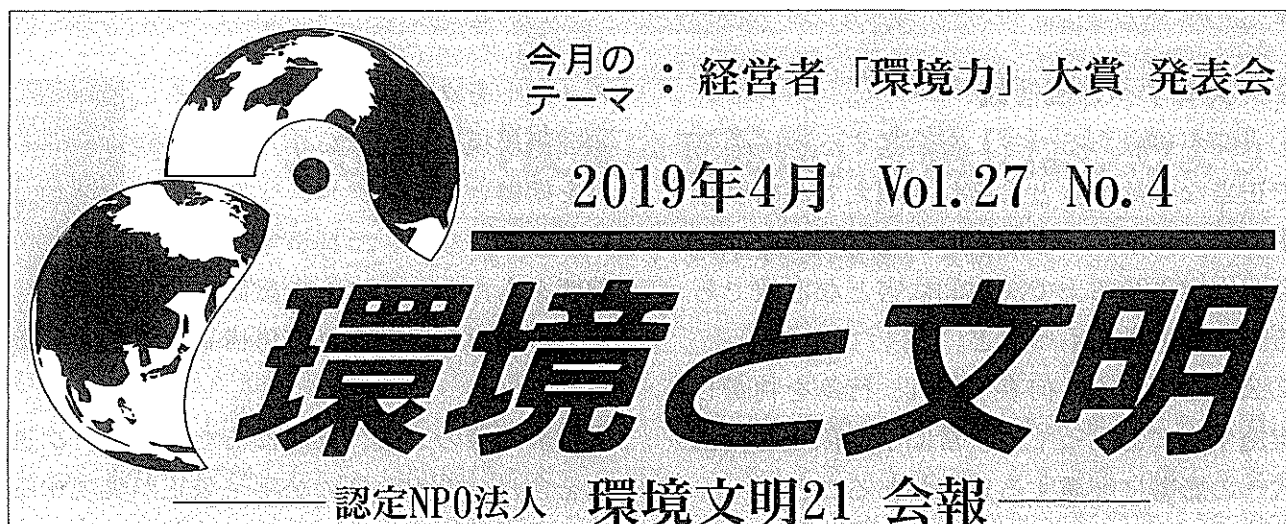 今月の
テーマ : 経営者「環境力」大賞 発表会
2019年4月 Vol.27 No.4
環境と文明
認定NPO法人 環境文明21 会報